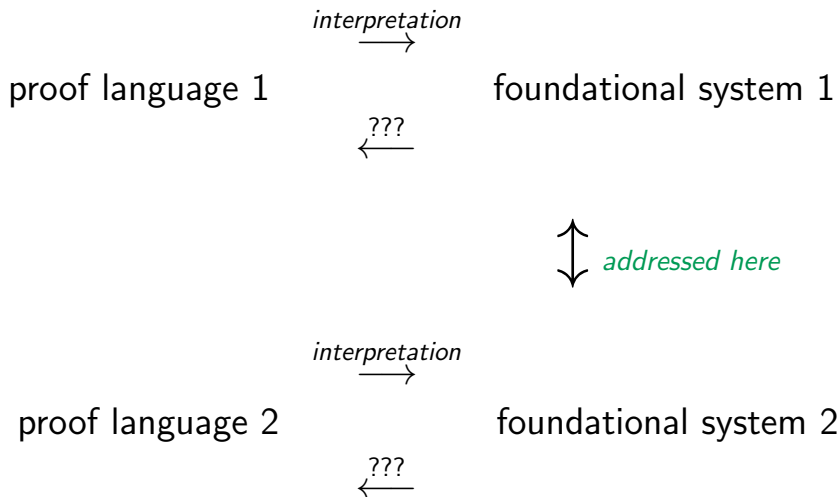 interpretation
proof language 1 foundational system 1
???
addressed here
interpretation
proof language 2 foundational system 2
???